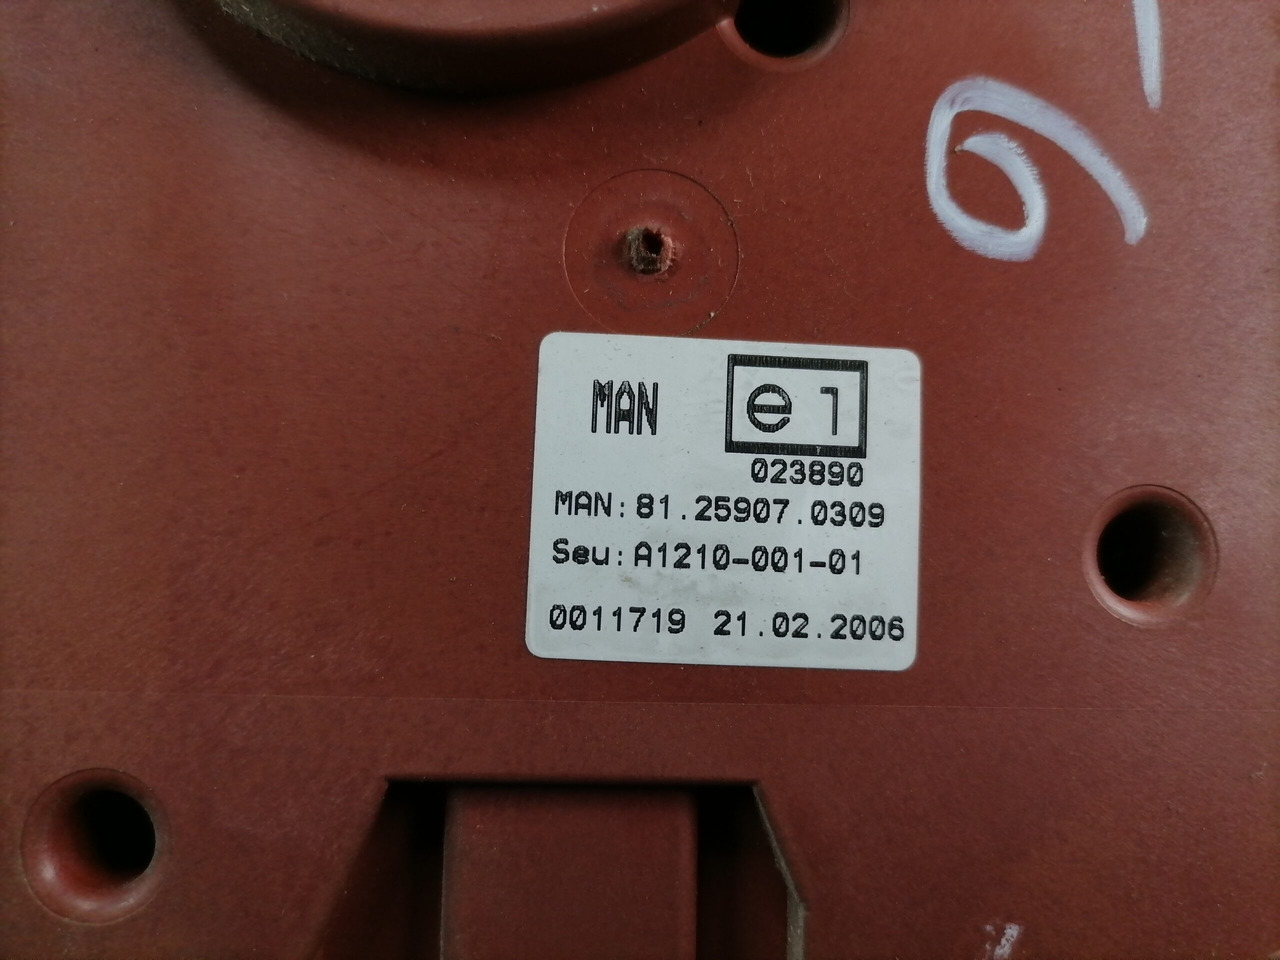 MAN
e1
023890
MAN: 81.25907.0309
Seu: A1210-001-01
0011719 21.02.2006